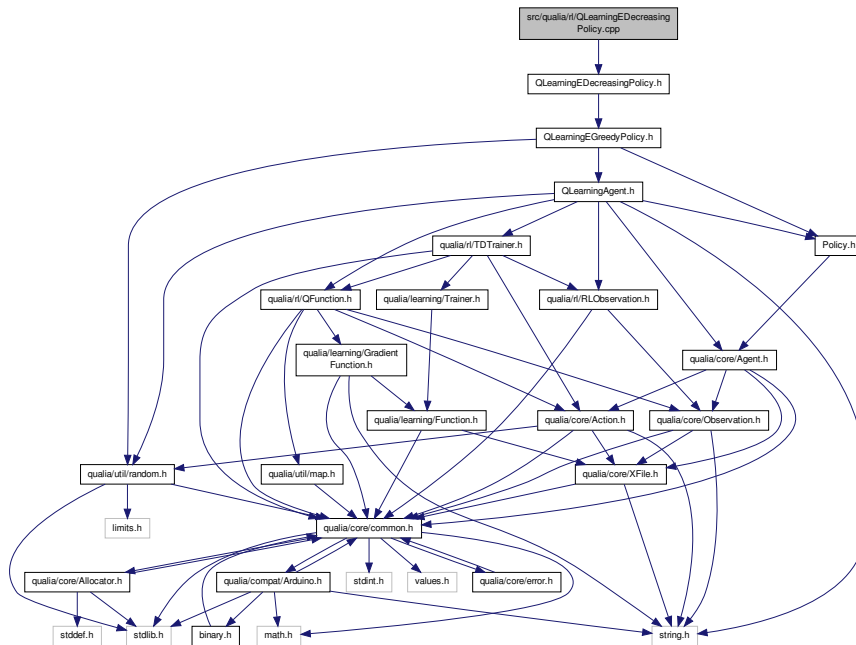 src/qualia/rl/QLearningEDecreasing
Policy.cpp
QLearningEDecreasingPolicy.h
QLearningEGreedyPolicy.h
QLearningAgent.h
qualia/rl/TDTrainer.h
Policy.h
qualia/rl/QFunction.h
qualia/learning/Trainer.h
qualia/rl/RLObservation.h
qualia/learning/Gradient
Function.h
qualia/core/Agent.h
qualia/learning/Function.h
qualia/core/Action.h
qualia/core/Observation.h
qualia/util/random.h
qualia/util/map.h
qualia/core/XFile.h
limits.h
qualia/core/common.h
qualia/core/Allocator.h
qualia/compat/Arduino.h
stdint.h
values.h
qualia/core/error.h
stddef.h
stdlib.h
binary.h
math.h
string.h